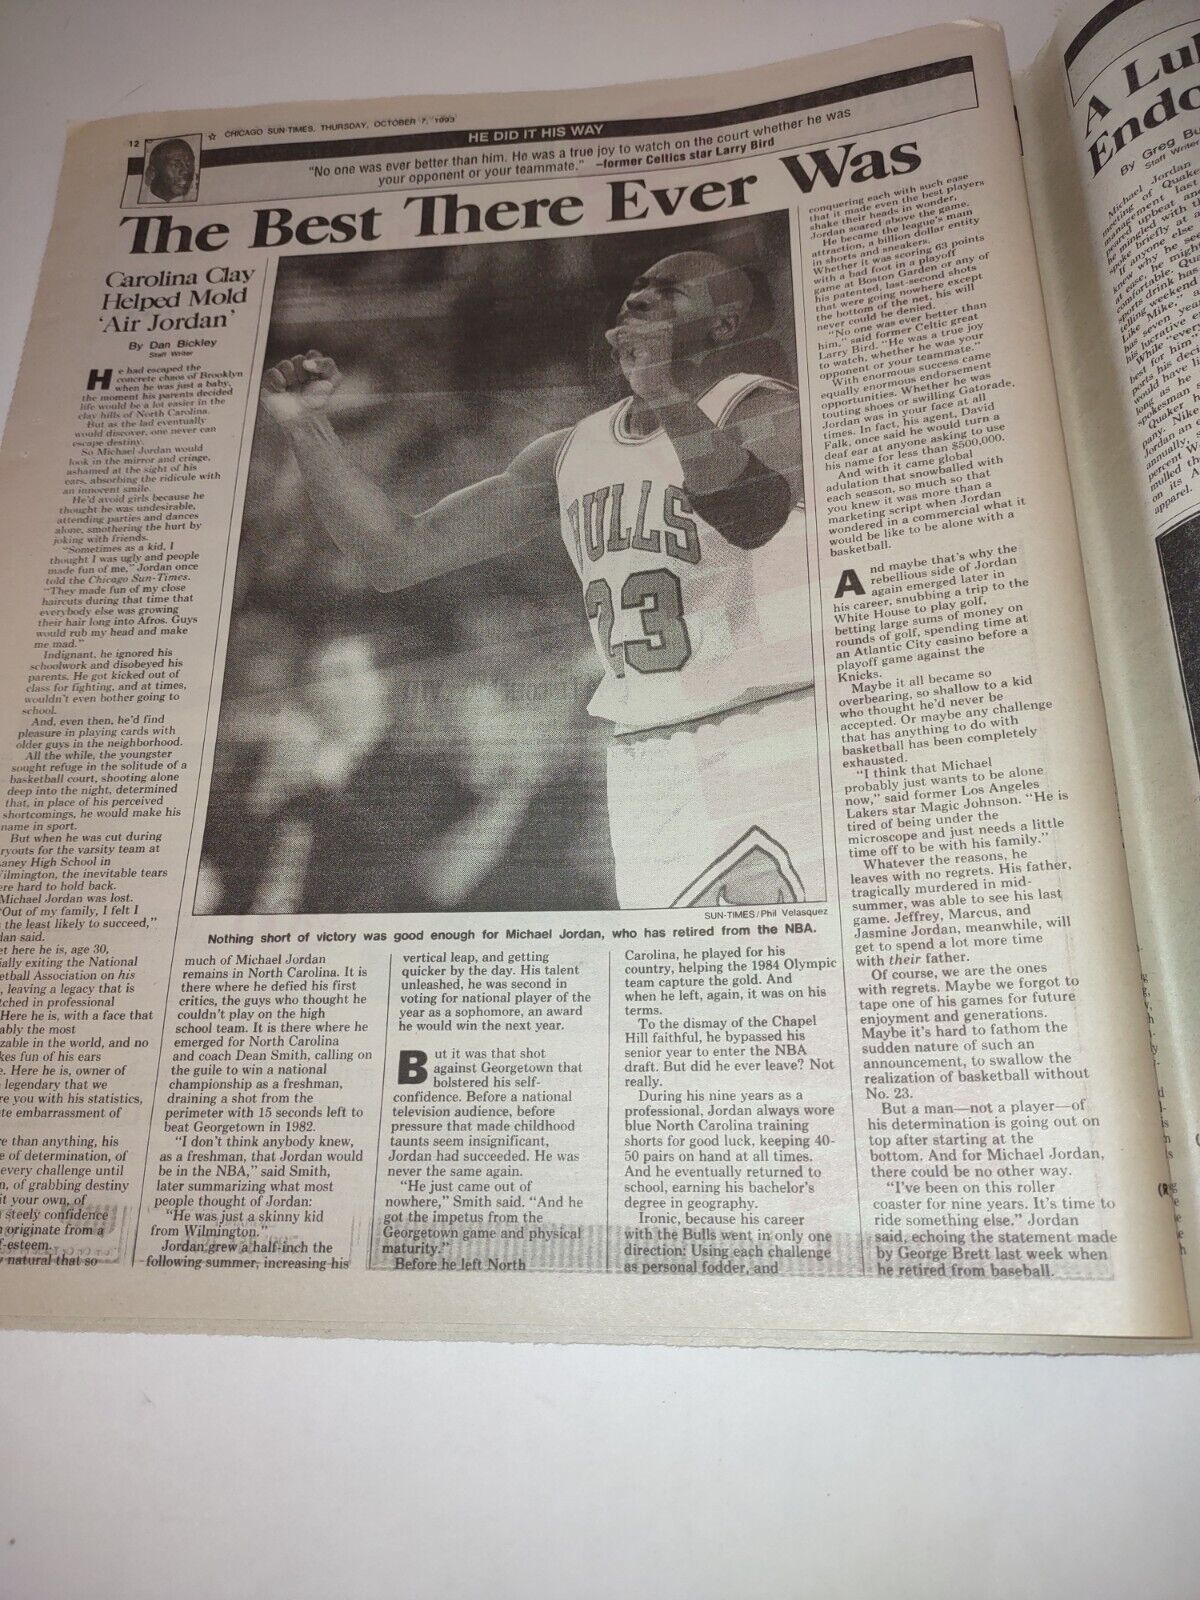 12
☆ CHICAGO SUN-TIMES, THURSDAY, OCTOBER 7, 1993
HE DID IT HIS WAY
"No one was ever better than him. He was a true joy to watch on the court whether he was
your opponent or your teammate." –former Celtics star Larry Bird
The Best There Ever Was
Carolina Clay
Helped Mold
'Air Jordan'
By Dan Bickley
Staff Writer
He had escaped the
concrete chaos of Brooklyn
when he was just a baby,
the moment his parents decided
life would be a lot easier in the
clay hills of North Carolina.
But as the lad eventually
would discover, one never can
escape destiny.
So Michael Jordan would
look in the mirror and cringe,
ashamed at the sight of his
ears, absorbing the ridicule with
an innocent smile.
He'd avoid girls because he
thought he was undesirable,
attending parties and dances
alone, smothering the hurt by
joking with friends.
"Sometimes as a kid, I
thought I was ugly and people
made fun of me," Jordan once
told the Chicago Sun-Times.
"They made fun of my close
haircuts during that time that
everybody else was growing
their hair long into Afros. Guys
would rub my head and make
me mad."
Indignant, he ignored his
schoolwork and disobeyed his
parents. He got kicked out of
class for fighting, and at times,
wouldn't even bother going to
school.
And, even then, he'd find
pleasure in playing cards with
older guys in the neighborhood.
All the while, the youngster
sought refuge in the solitude of a
basketball court, shooting alone
deep into the night, determined
that, in place of his perceived
shortcomings, he would make his
name in sport.
But when he was cut during
ryouts for the varsity team at
aney High School in
ilmington, the inevitable tears
ere hard to hold back.
Michael Jordan was lost.
"Out of my family, I felt I
the least likely to succeed,"
dan said.
et here he is, age 30,
ially exiting the National
etball Association on his
, leaving a legacy that is
tched in professional
Here he is, with a face that
ably the most
zable in the world, and no
kes fun of his ears
e. Here he is, owner of
legendary that we
re you with his statistics,
te embarrassment of
re than anything, his
e of determination, of
every challenge until
n, of grabbing destiny
it your own, of
steely confidence
originate from a
f-esteem.
natural that so
BULLS
23
SUN-TIMES/Phil Velasquez
Nothing short of victory was good enough for Michael Jordan, who has retired from the NBA.
much of Michael Jordan
remains in North Carolina. It is
there where he defied his first
critics, the guys who thought he
couldn't play on the high
school team. It is there where he
emerged for North Carolina
and coach Dean Smith, calling on
the guile to win a national
championship as a freshman,
draining a shot from the
perimeter with 15 seconds left to
beat Georgetown in 1982.
"I don't think anybody knew,
as a freshman, that Jordan would
be in the NBA," said Smith,
later summarizing what most
people thought of Jordan:
"He was just a skinny kid
from Wilmington."
Jordan grew a half-inch the
following summer, increasing his
vertical leap, and getting
quicker by the day. His talent
unleashed, he was second in
voting for national player of the
year as a sophomore, an award
he would win the next year.
But it was that shot
against Georgetown that
bolstered his self-
confidence. Before a national
television audience, before
pressure that made childhood
taunts seem insignificant,
Jordan had succeeded. He was
never the same again.
"He just came out of
nowhere," Smith said. "And he
got the impetus from the
Georgetown game and physical
maturity."
Before he left North
Carolina, he played for his
country, helping the 1984 Olympic
team capture the gold. And
when he left, again, it was on his
terms.
To the dismay of the Chapel
Hill faithful, he bypassed his
senior year to enter the NBA
draft. But did he ever leave? Not
really.
During his nine years as a
professional, Jordan always wore
blue North Carolina training
shorts for good luck, keeping 40-
50 pairs on hand at all times.
And he eventually returned to
school, earning his bachelor's
degree in geography.
Ironic, because his career
with the Bulls went in only one
direction: Using each challenge
as personal fodder, and
conquering each with such ease
that it made even the best players
shake their heads in wonder,
Jordan soared above the game.
He became the league's main
attraction, a billion dollar entity
in shorts and sneakers.
Whether it was scoring 63 points
with a bad foot in a playoff
game at Boston Garden or any of
his patented, last-second shots
that were going nowhere except
the bottom of the net, his will
never could be denied.
"No one was ever better than
him," said former Celtic great
Larry Bird. "He was a true joy
to watch, whether he was your
opponent or your teammate."
With enormous success came
equally enormous endorsement
opportunities. Whether he was
touting shoes or swilling Gatorade,
Jordan was in your face at all
times. In fact, his agent, David
Falk, once said he would turn a
deaf ear at anyone asking to use
his name for less than $500,000.
And with it came global
adulation that snowballed with
each season, so much so that
you knew it was more than a
marketing script when Jordan
wondered in a commercial what it
would be like to be alone with a
basketball.
And maybe that's why the
rebellious side of Jordan
again emerged later in
his career, snubbing a trip to the
White House to play golf,
betting large sums of money on
rounds of golf, spending time at
an Atlantic City casino before a
playoff game against the
Knicks.
Maybe it all became so
overbearing, so shallow to a kid
who thought he'd never be
accepted. Or maybe any challenge
that has anything to do with
basketball has been completely
exhausted.
"I think that Michael
probably just wants to be alone
now," said former Los Angeles
Lakers star Magic Johnson. "He is
tired of being under the
microscope and just needs a little
time off to be with his family."
Whatever the reasons, he
leaves with no regrets. His father,
tragically murdered in mid-
summer, was able to see his last
game. Jeffrey, Marcus, and
Jasmine Jordan, meanwhile, will
get to spend a lot more time
with their father.
Of course, we are the ones
with regrets. Maybe we forgot to
tape one of his games for future
enjoyment and generations.
Maybe it's hard to fathom the
sudden nature of such an
announcement, to swallow the
realization of basketball without
No. 23.
But a man—not a player—of
his determination is going out on
top after starting at the
bottom. And for Michael Jordan,
there could be no other way.
"I've been on this roller
coaster for nine years. It's time to
ride something else." Jordan
said, echoing the statement made
by George Brett last week when
he retired from baseball.
A Lu
Endo
By Greg Bu
Staff Writer
Michael Jordan